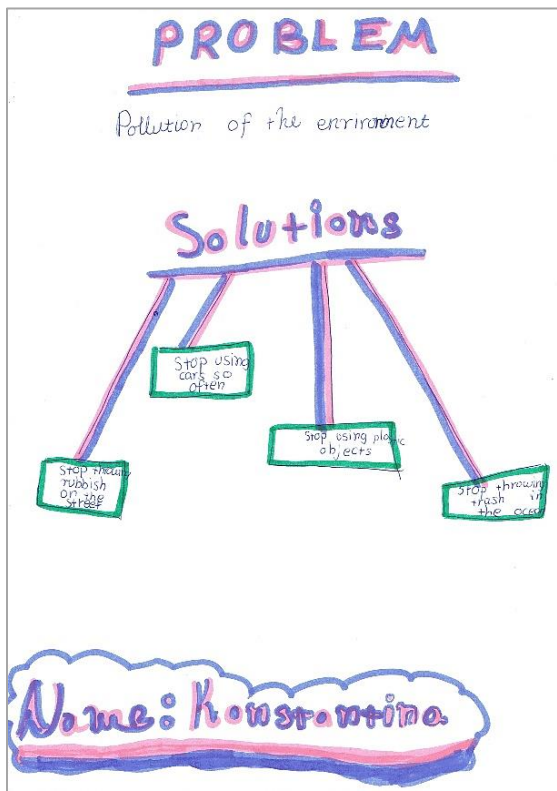 PROBLEM
Pollution of the environment
Solutions
Stop using
cars so
often
Stop using plastic
objects
Stop throwing
rubbish
on the
street
Stop throwing
trash in
the ocean
Name: Konstantina